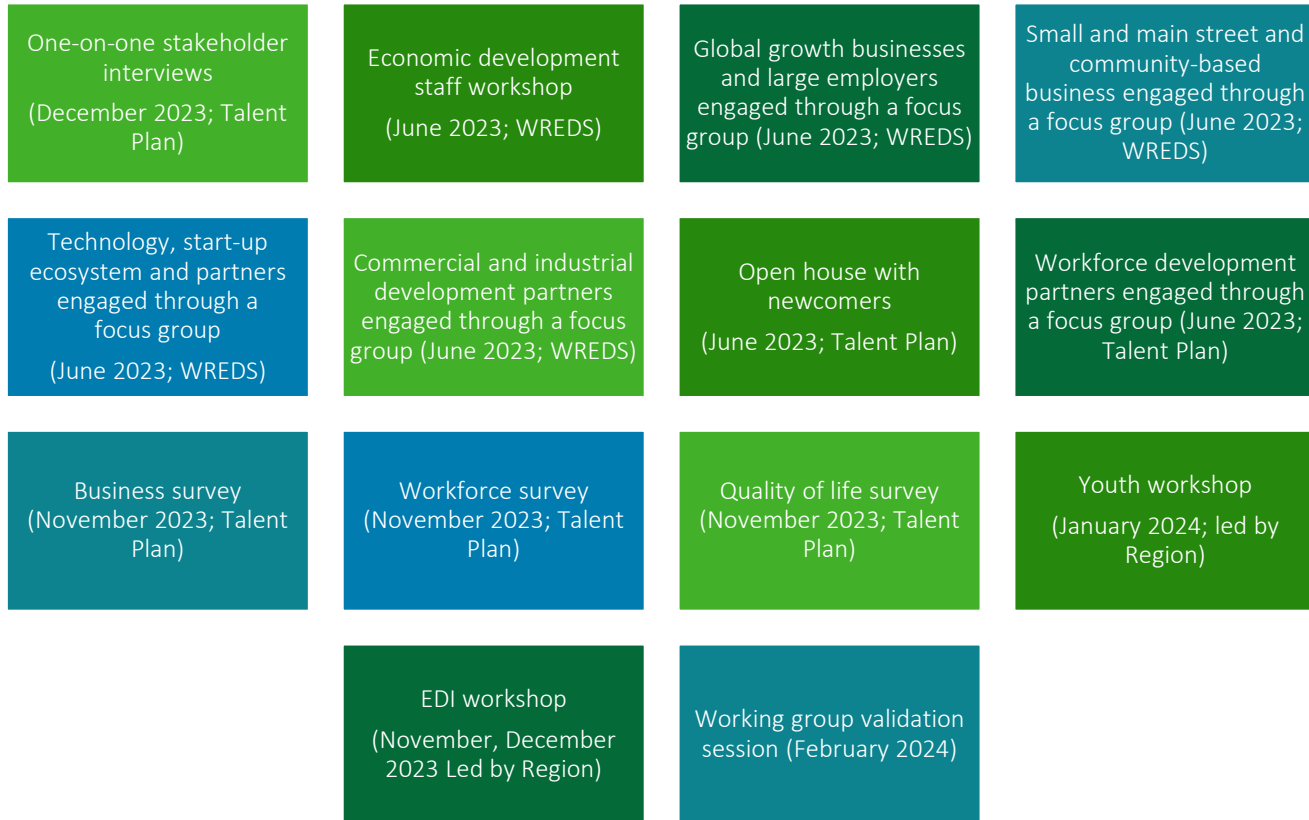 One-on-one stakeholder
interviews
(December 2023; Talent
Plan)
Economic development
staff workshop
(June 2023; WREDS)
Global growth businesses
and large employers
engaged through a focus
group (June 2023; WREDS)
Small and main street and
community-based
business engaged through
a focus group (June 2023;
WREDS)
Technology, start-up
ecosystem and partners
engaged through a
focus group
(June 2023; WREDS)
Commercial and industrial
development partners
engaged through a focus
group (June 2023; WREDS)
Open house with
newcomers
(June 2023; Talent Plan)
Workforce development
partners engaged through
a focus group (June 2023;
Talent Plan)
Business survey
(November 2023; Talent
Plan)
Workforce survey
(November 2023; Talent
Plan)
Quality of life survey
(November 2023; Talent
Plan)
Youth workshop
(January 2024; led by
Region)
EDI workshop
(November, December
2023 Led by Region)
Working group validation
session (February 2024)